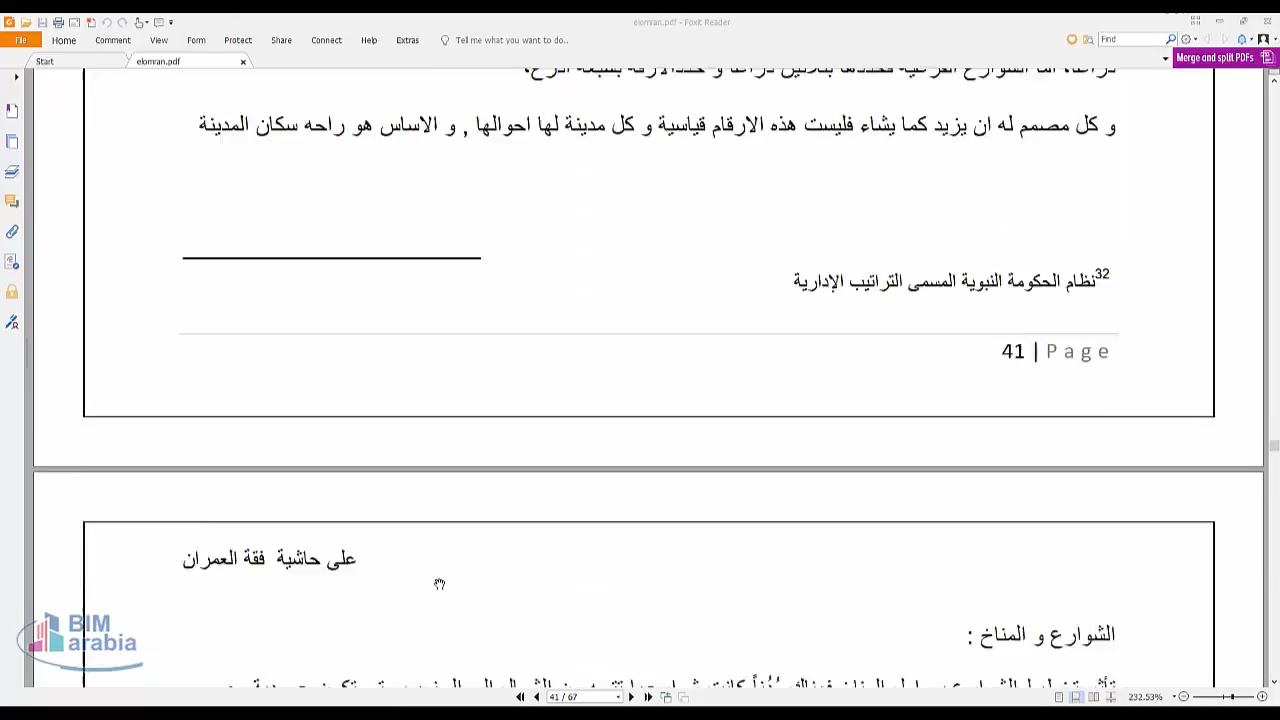 elomran.pdf - Foxit Reader
File Home Comment View Form Protect Share Connect Help Extras Tell me what you want to do.. Find
Start elomran.pdf Merge and split PDFs
و كل مصمم له ان يزيد كما يشاء فليست هذه الارقام قياسية و كل مدينة لها احوالها , و الاساس هو راحه سكان المدينة
32نظام الحكومة النبوية المسمى التراتيب الإدارية
41 | Page
على حاشية فقة العمران
BIM
arabia
الشوارع و المناخ :
41 / 67 232.53%